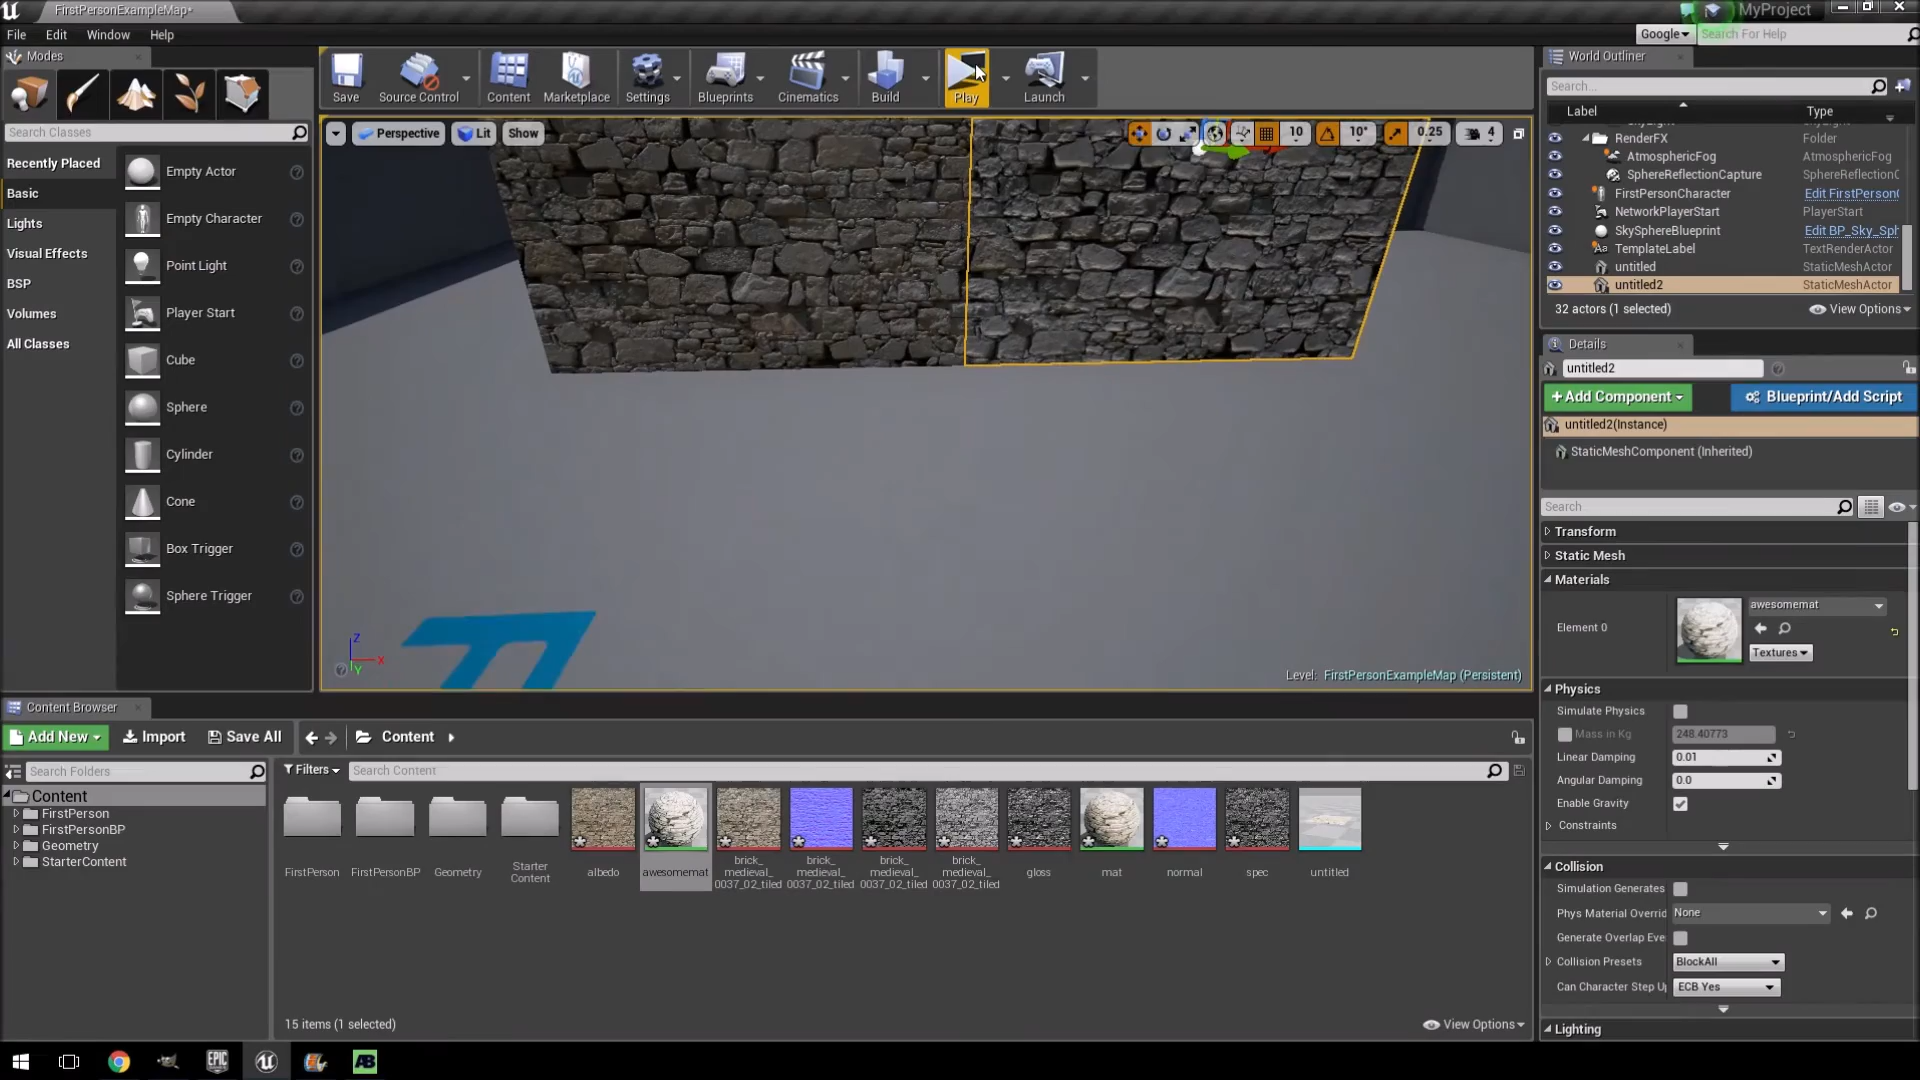 FirstPersonExampleMap*
MyProject
File Edit Window Help
Google
Search For Help
Modes
Search Classes
Recently Placed
Basic
Lights
Visual Effects
BSP
Volumes
All Classes
Empty Actor
Empty Character
Point Light
Player Start
Cube
Sphere
Cylinder
Cone
Box Trigger
Sphere Trigger
Save
Source Control
Content
Marketplace
Settings
Blueprints
Cinematics
Build
Play
Launch
Perspective
Lit
Show
10
10°
0.25
4
Z
X
Y
Level: FirstPersonExampleMap (Persistent)
World Outliner
Search...
Label Type
RenderFX Folder
AtmosphericFog AtmosphericFog
SphereReflectionCapture SphereReflectionC
FirstPersonCharacter Edit FirstPerson
NetworkPlayerStart PlayerStart
SkySphereBlueprint Edit BP_Sky_Sph
TemplateLabel TextRenderActor
untitled StaticMeshActor
untitled2 StaticMeshActor
32 actors (1 selected)
View Options
Details
untitled2
+Add Component
Blueprint/Add Script
untitled2(Instance)
StaticMeshComponent (Inherited)
Search
Transform
Static Mesh
Materials
Element 0
awesomemat
Textures
Physics
Simulate Physics
Mass in Kg 248.40773
Linear Damping 0.01
Angular Damping 0.0
Enable Gravity
Constraints
Collision
Simulation Generates
Phys Material Overrid None
Generate Overlap Eve
Collision Presets BlockAll
Can Character Step U ECB Yes
Lighting
Content Browser
Add New
Import
Save All
Content
Search Folders
Filters
Search Content
Content
FirstPerson
FirstPersonBP
Geometry
StarterContent
FirstPerson
FirstPersonBP
Geometry
Starter
Content
albedo
awesomemat
brick_
medieval_
0037_02_tiled
brick_
medieval_
0037_02_tiled
brick_
medieval_
0037_02_tiled
brick_
medieval_
0037_02_tiled
gloss
mat
normal
spec
untitled
15 items (1 selected)
View Options
EPIC
AB